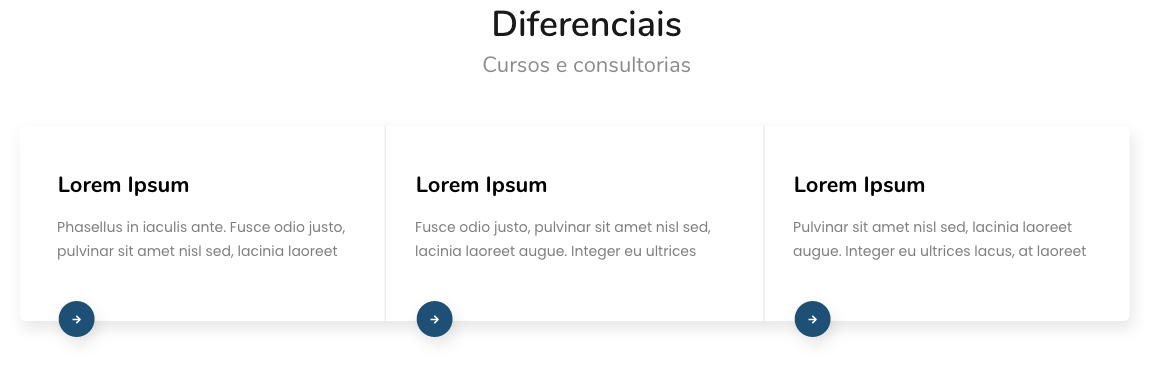 Diferenciais
Cursos e consultorias
Lorem Ipsum
Phasellus in iaculis ante. Fusce odio justo,
pulvinar sit amet nisl sed, lacinia laoreet
Lorem Ipsum
Fusce odio justo, pulvinar sit amet nisl sed,
lacinia laoreet augue. Integer eu ultrices
Lorem Ipsum
Pulvinar sit amet nisl sed, lacinia laoreet
augue. Integer eu ultrices lacus, at laoreet